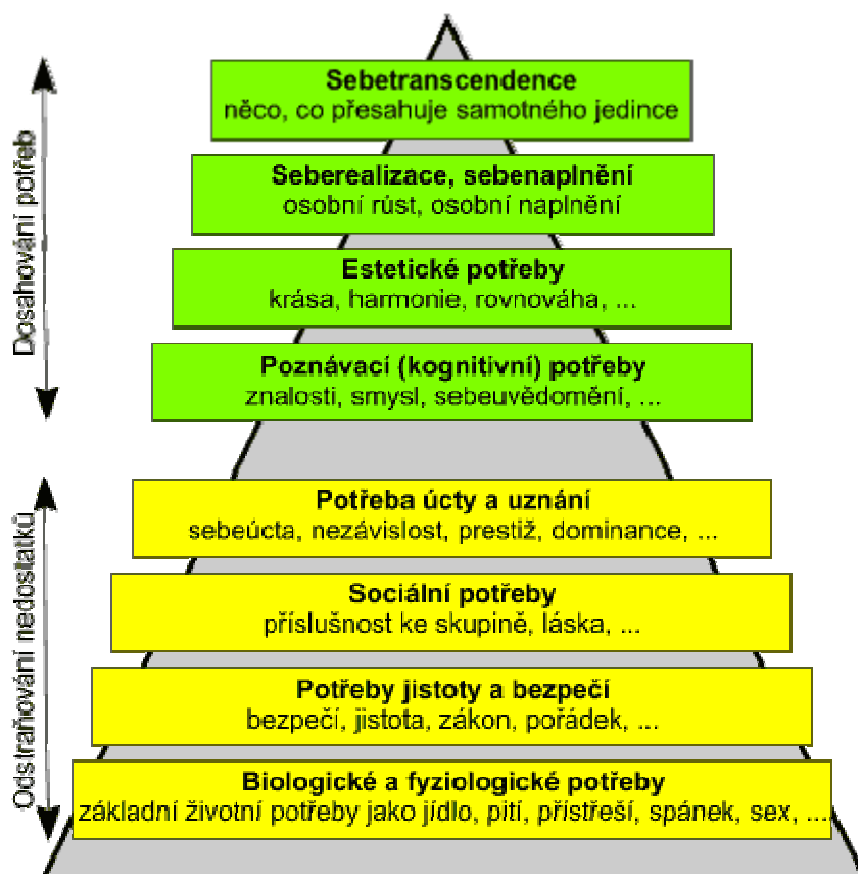 Sebetranscendence
něco, co přesahuje samotného jedince
Seberealizace, sebenaplnění
osobní růst, osobní naplnění
Estetické potřeby
krása, harmonie, rovnováha, ...
Poznávací (kognitivní) potřeby
znalosti, smysl, sebeuvědomění, ...
Dosahování potřeb
Potřeba úcty a uznání
sebeúcta, nezávislost, prestiž, dominance, ...
Sociální potřeby
příslušnost ke skupině, láska, ...
Potřeby jistoty a bezpečí
bezpečí, jistota, zákon, pořádek, ...
Biologické a fyziologické potřeby
základní životní potřeby jako jídlo, pití, přístřeší, spánek, sex, ...
Odstraňování nedostatků